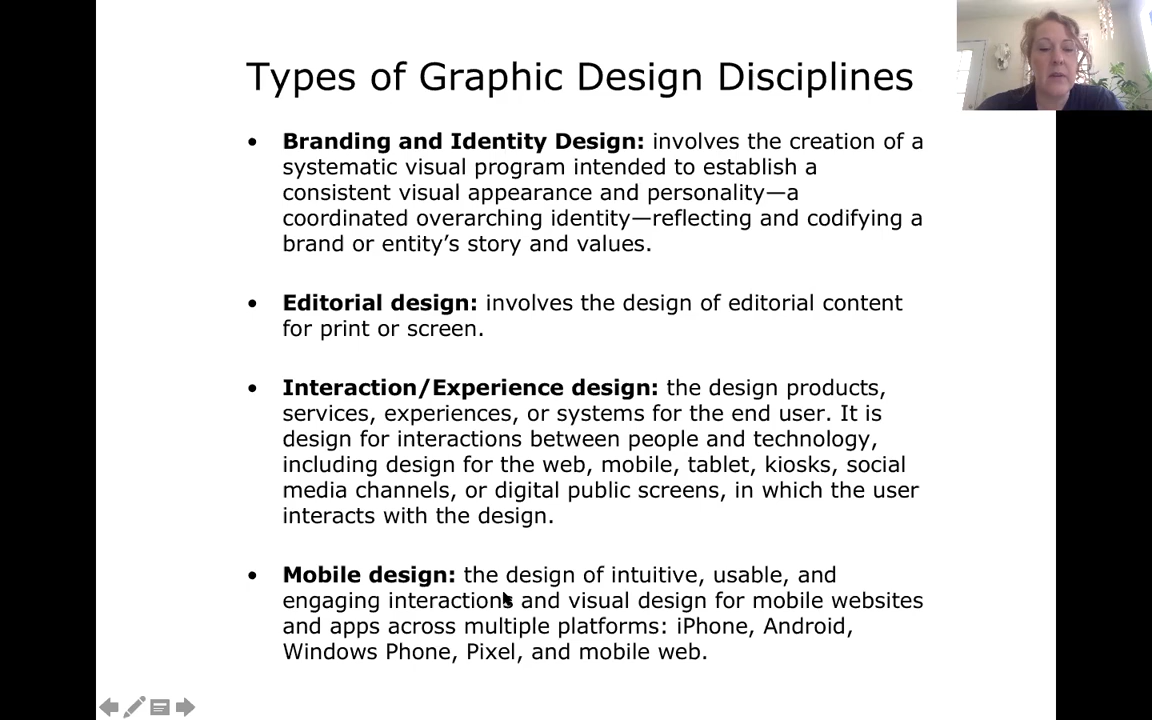 Types of Graphic Design Disciplines
• Branding and Identity Design: involves the creation of a
systematic visual program intended to establish a
consistent visual appearance and personality—a
coordinated overarching identity—reflecting and codifying a
brand or entity’s story and values.
• Editorial design: involves the design of editorial content
for print or screen.
• Interaction/Experience design: the design products,
services, experiences, or systems for the end user. It is
design for interactions between people and technology,
including design for the web, mobile, tablet, kiosks, social
media channels, or digital public screens, in which the user
interacts with the design.
• Mobile design: the design of intuitive, usable, and
engaging interactions and visual design for mobile websites
and apps across multiple platforms: iPhone, Android,
Windows Phone, Pixel, and mobile web.